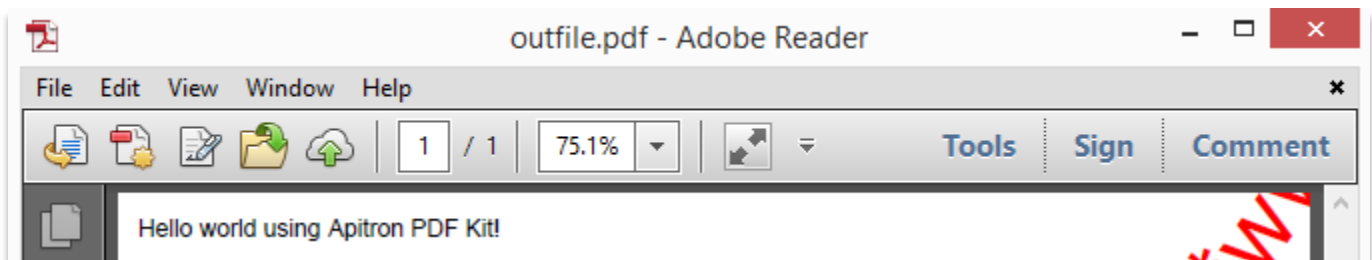 outfile.pdf - Adobe Reader
File Edit View Window Help
1 / 1 75.1% Tools Sign Comment
Hello world using Apitron PDF Kit!